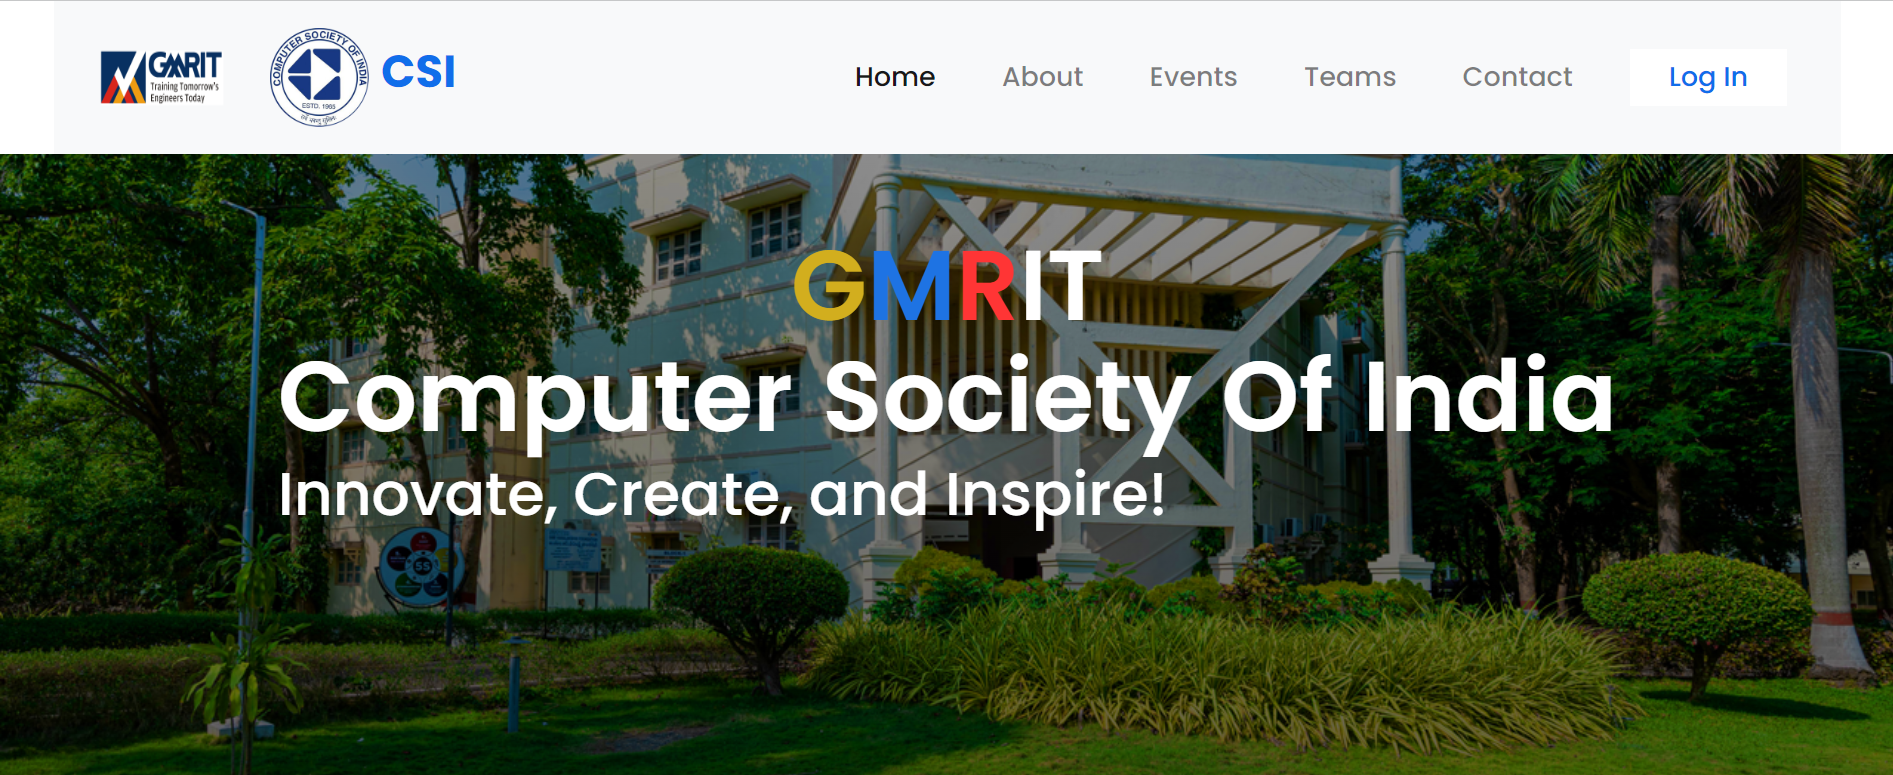 GMRIT
Training Tomorrow's
Engineers Today
COMPUTER SOCIETY OF INDIA
ESTD. 1965
CSI
Home
About
Events
Teams
Contact
Log In
GMRIT
Computer Society Of India
Innovate, Create, and Inspire!
5S